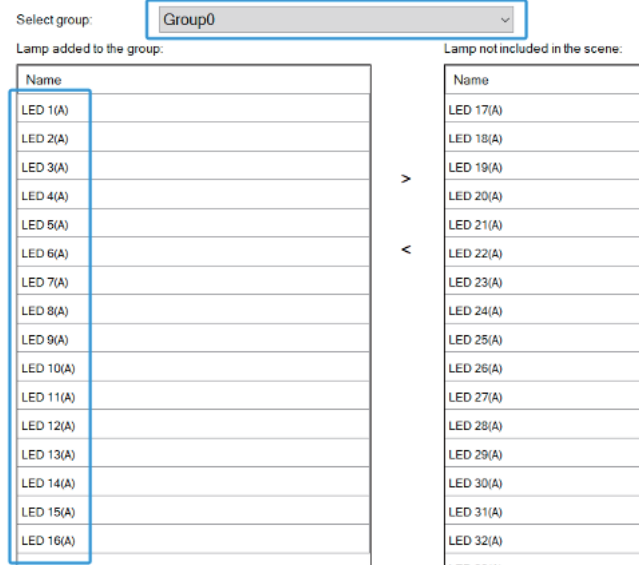 Select group:
Group0
Lamp added to the group:
Name
LED 1(A)
LED 2(A)
LED 3(A)
LED 4(A)
LED 5(A)
LED 6(A)
LED 7(A)
LED 8(A)
LED 9(A)
LED 10(A)
LED 11(A)
LED 12(A)
LED 13(A)
LED 14(A)
LED 15(A)
LED 16(A)
>
<
Lamp not included in the scene:
Name
LED 17(A)
LED 18(A)
LED 19(A)
LED 20(A)
LED 21(A)
LED 22(A)
LED 23(A)
LED 24(A)
LED 25(A)
LED 26(A)
LED 27(A)
LED 28(A)
LED 29(A)
LED 30(A)
LED 31(A)
LED 32(A)